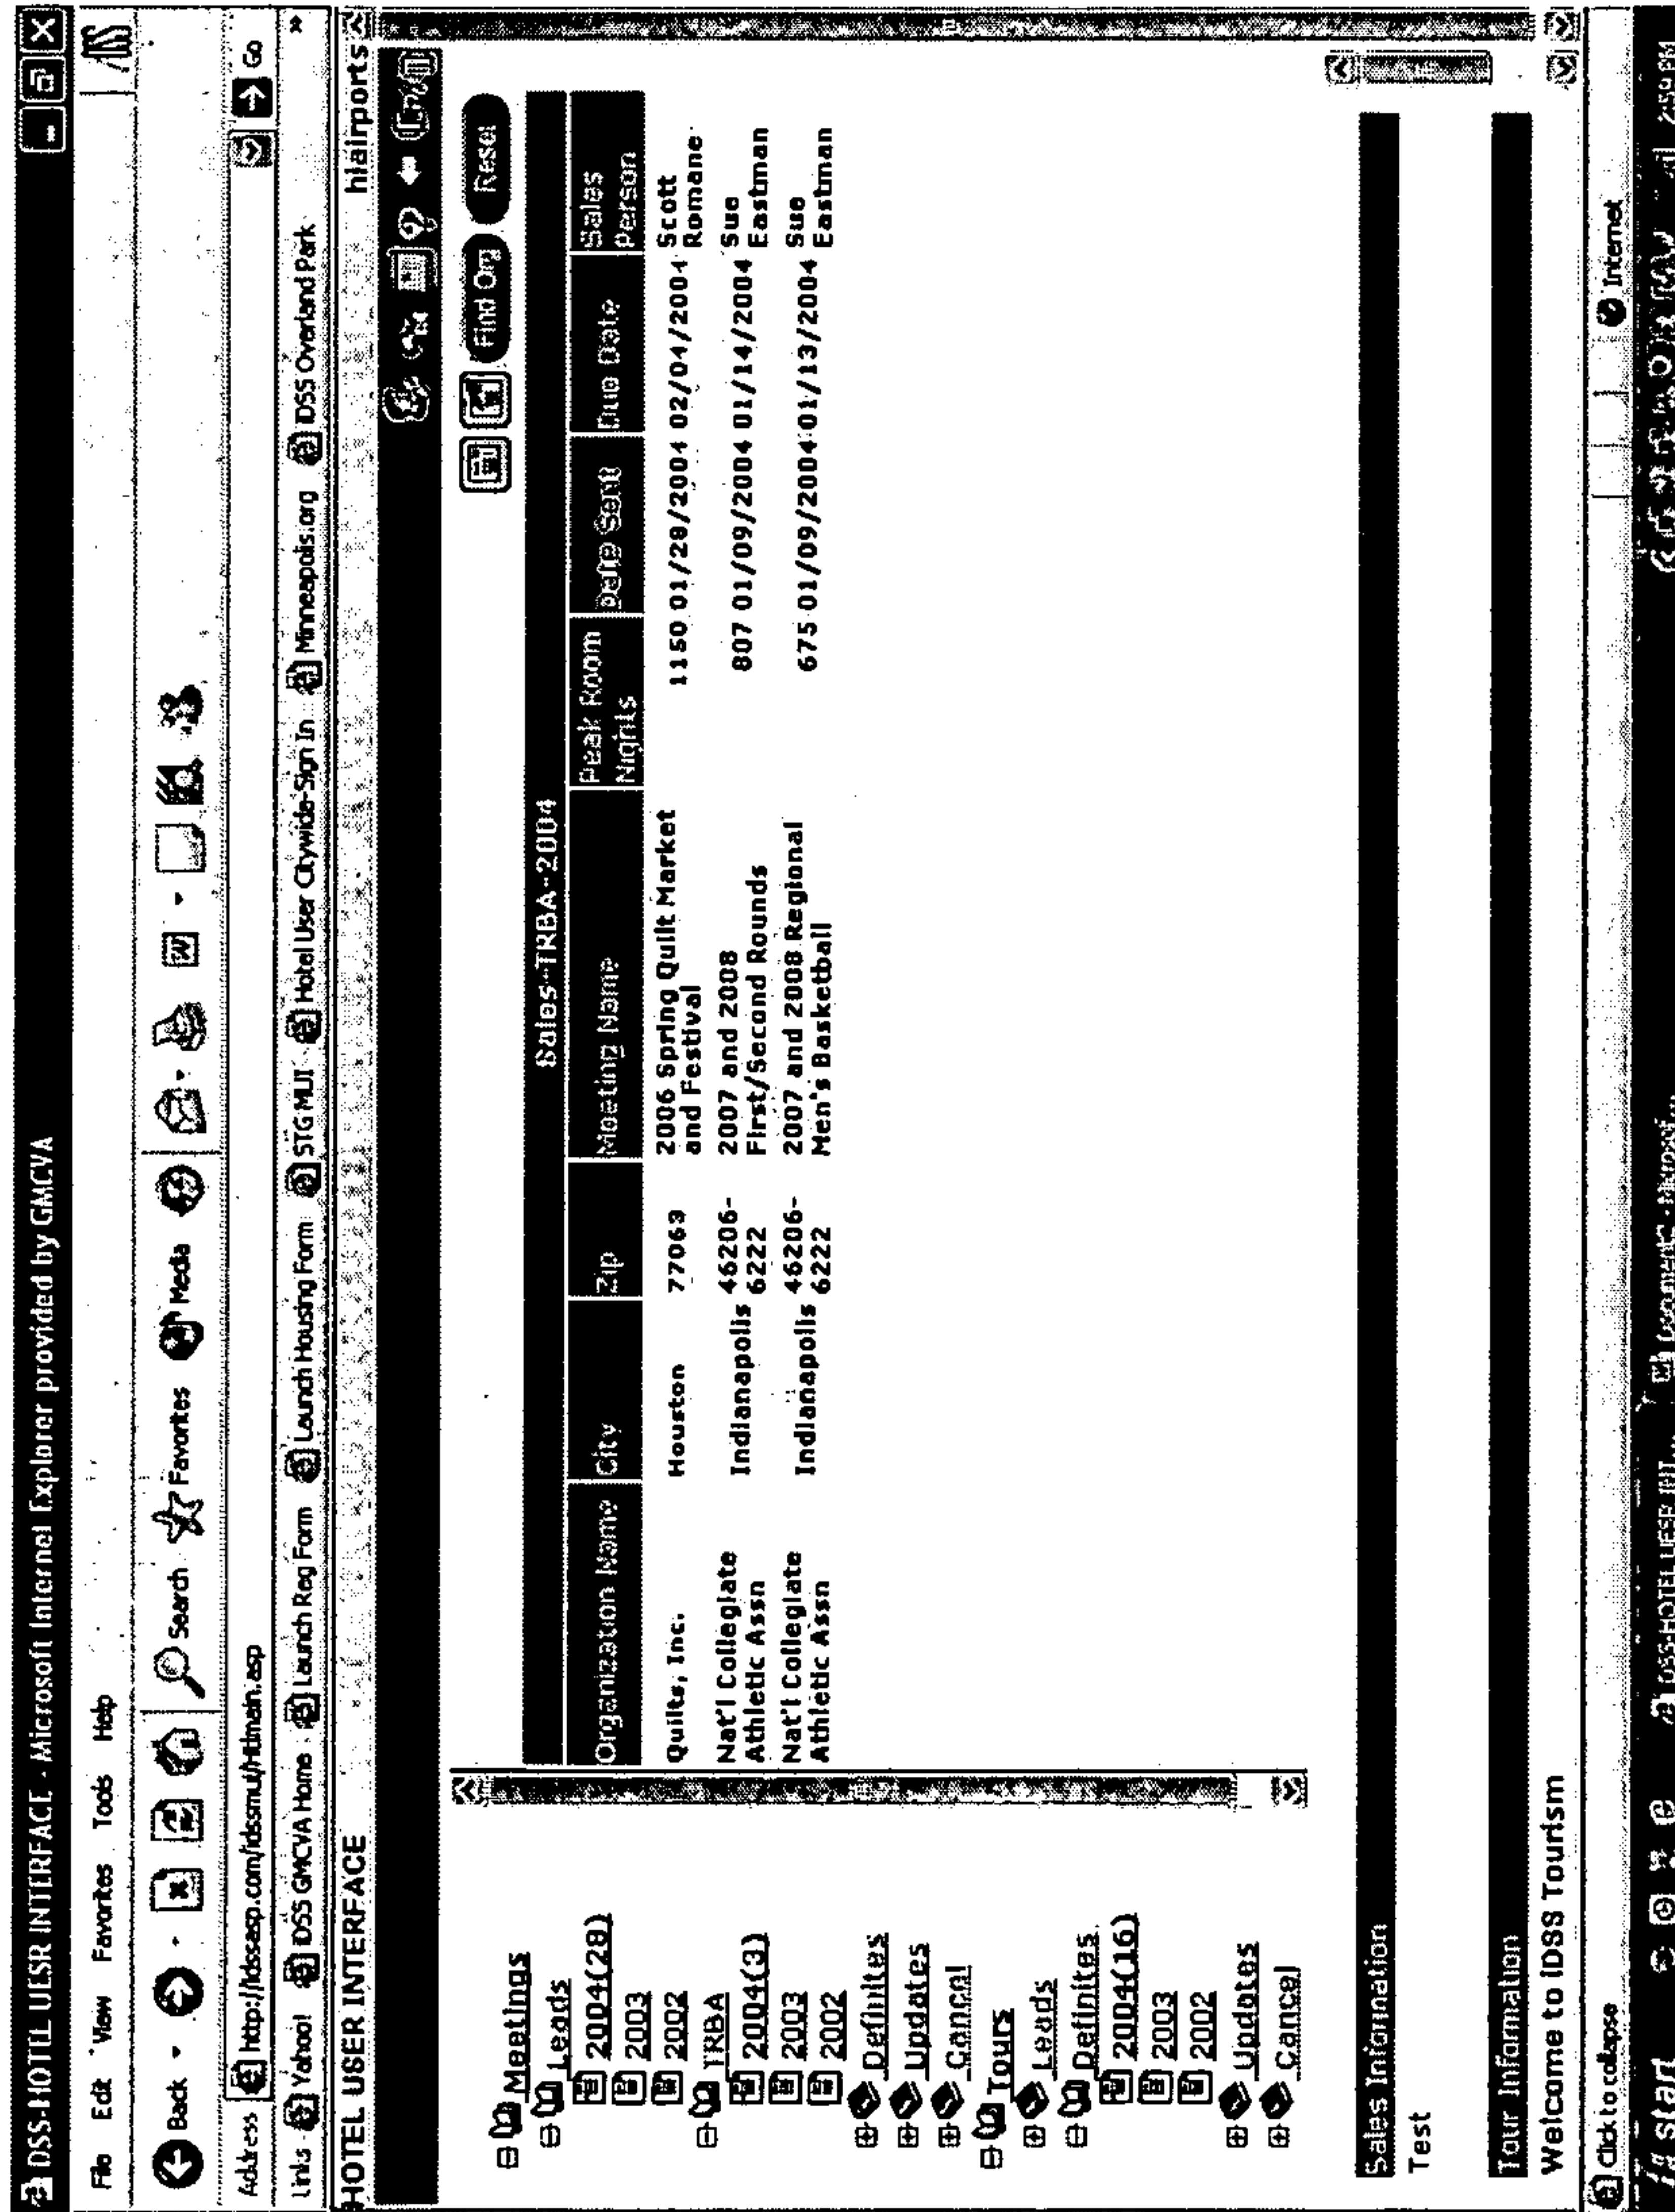 DSS-HOTEL UESR INTERFACE - Microsoft Internet Explorer provided by GMCVA
File Edit View Favorites Tools Help
Back Search Favorites Media
Address http://idssasp.com/idssmui/Htlmain.asp Go
Links Yahoo! DSS GMCVA Home Launch Reg Form Launch Housing Form STG MUI Hotel User Citywide-Sign In Minneapolis.org IDSS Overland Park
HOTEL USER INTERFACE hlairports
Find Org Reset
Meetings
Leads
2004(28)
2003
2002
TRBA
2004(3)
2003
2002
Definites
Updates
Cancel
Tours
Leads
Definites
2004(16)
2003
2002
Updates
Cancel
Sales-TRBA-2004
Organization Name City Zip Meeting Name Peak Room Nights Date Sent Due Date Sales Person
Quilts, Inc. Houston 77063 2006 Spring Quilt Market 1150 01/28/2004 02/04/2004 Scott
and Festival Romane
Nat'l Collegiate Indianapolis 46206- 2007 and 2008 807 01/09/2004 01/14/2004 Sue
Athletic Assn 6222 First/Second Rounds Eastman
Nat'l Collegiate Indianapolis 46206- 2007 and 2008 Regional 675 01/09/2004 01/13/2004 Sue
Athletic Assn 6222 Men's Basketball Eastman
Sales Information
Test
Tour Information
Welcome to iDSS Tourism
Click to collapse Internet
start DSS-HOTEL UESR INT... 2:59 PM